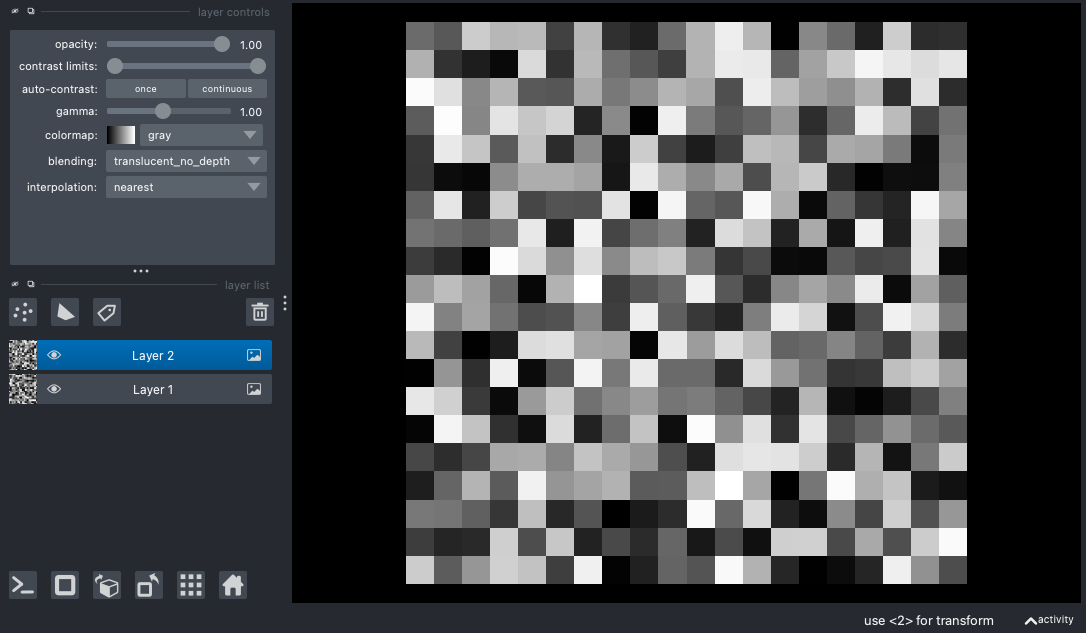 layer controls
opacity: 1.00
contrast limits:
auto-contrast: once continuous
gamma: 1.00
colormap: gray
blending: translucent_no_depth
interpolation: nearest
layer list
Layer 2
Layer 1
use <2> for transform
activity